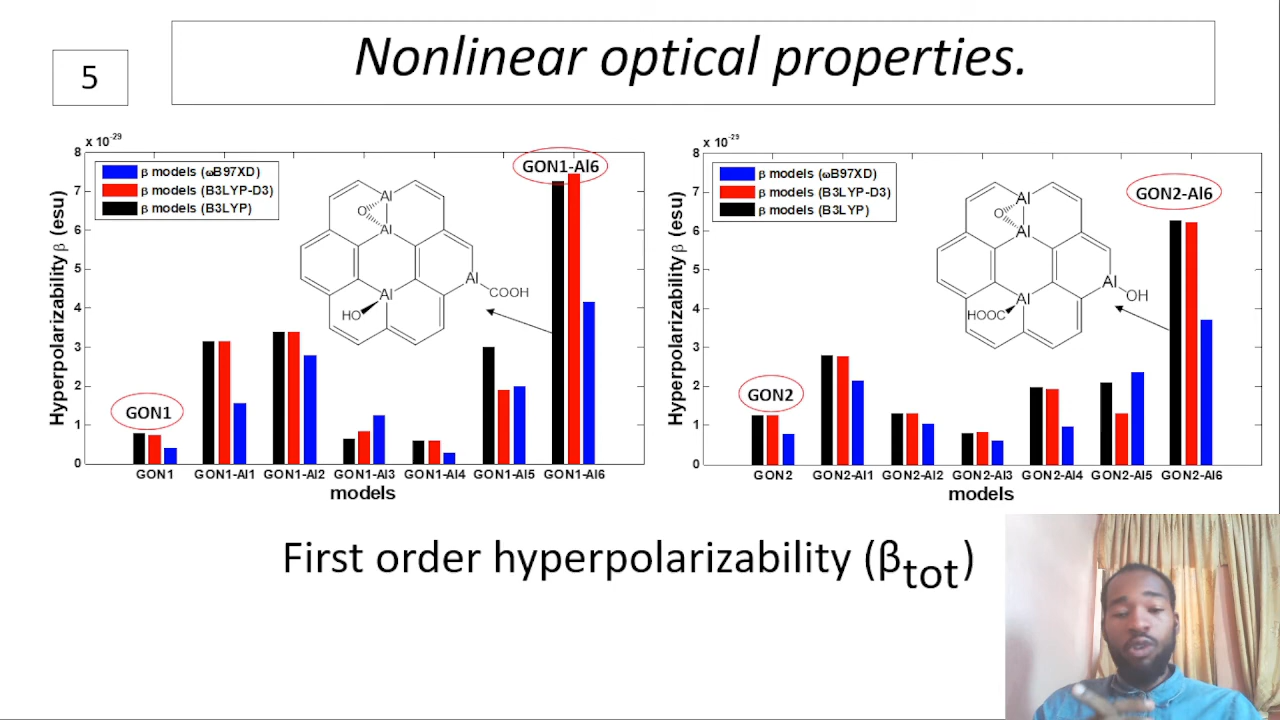 5
Nonlinear optical properties.
x 10⁻²⁹
8
7
6
5
4
3
2
1
0
Hyperpolarizability β (esu)
β models (ωB97XD)
β models (B3LYP-D3)
β models (B3LYP)
GON1-Al6
GON1
Al
O
Al
Al
COOH
Al
HO
GON1 GON1-Al1 GON1-Al2 GON1-Al3 GON1-Al4 GON1-Al5 GON1-Al6
models
x 10⁻²⁹
8
7
6
5
4
3
2
1
0
Hyperpolarizability β (esu)
β models (ωB97XD)
β models (B3LYP-D3)
β models (B3LYP)
GON2-Al6
GON2
Al
O
Al
Al
OH
Al
HOOC
GON2 GON2-Al1 GON2-Al2 GON2-Al3 GON2-Al4 GON2-Al5 GON2-Al6
models
First order hyperpolarizability (βtot)